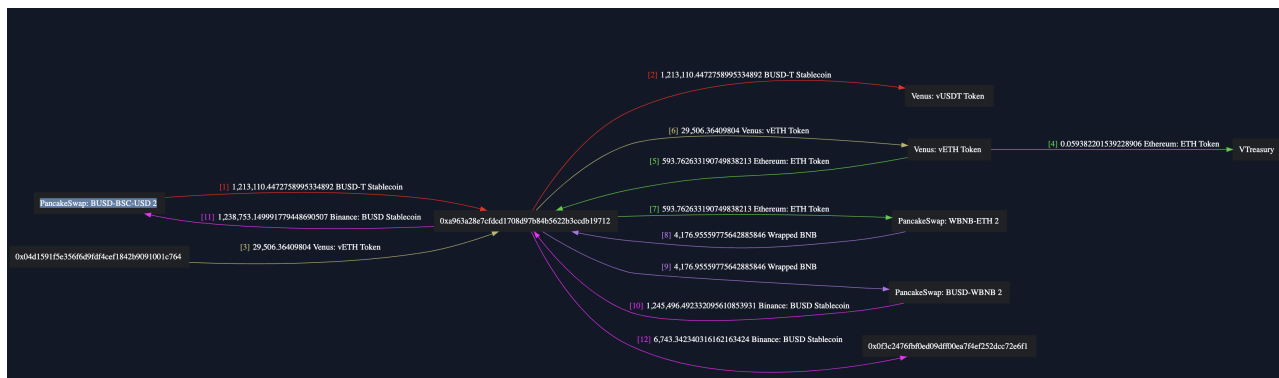 [2] 1,213,110.4472758995334892 BUSD-T Stablecoin
Venus: vUSDT Token
[6] 29,506.36409804 Venus: vETH Token
Venus: vETH Token
[4] 0.059382201539228906 Ethereum: ETH Token
VTreasury
[5] 593.762633190749838213 Ethereum: ETH Token
[1] 1,213,110.4472758995334892 BUSD-T Stablecoin
PancakeSwap: BUSD-BSC-USD 2
[11] 1,238,753.149991779448690507 Binance: BUSD Stablecoin
0xa963a28e7cfdcd1708d97b84b5622b3ccdb19712
[7] 593.762633190749838213 Ethereum: ETH Token
PancakeSwap: WBNB-ETH 2
[8] 4,176.95559775642885846 Wrapped BNB
[3] 29,506.36409804 Venus: vETH Token
0x04d1591f5e356f6d9fdf4cef1842b9091001c764
[9] 4,176.95559775642885846 Wrapped BNB
PancakeSwap: BUSD-WBNB 2
[10] 1,245,496.492332095610853931 Binance: BUSD Stablecoin
[12] 6,743.342340316162163424 Binance: BUSD Stablecoin
0x0f3c2476fbf0ed09dff00ea7f4ef252dcc72e6f1